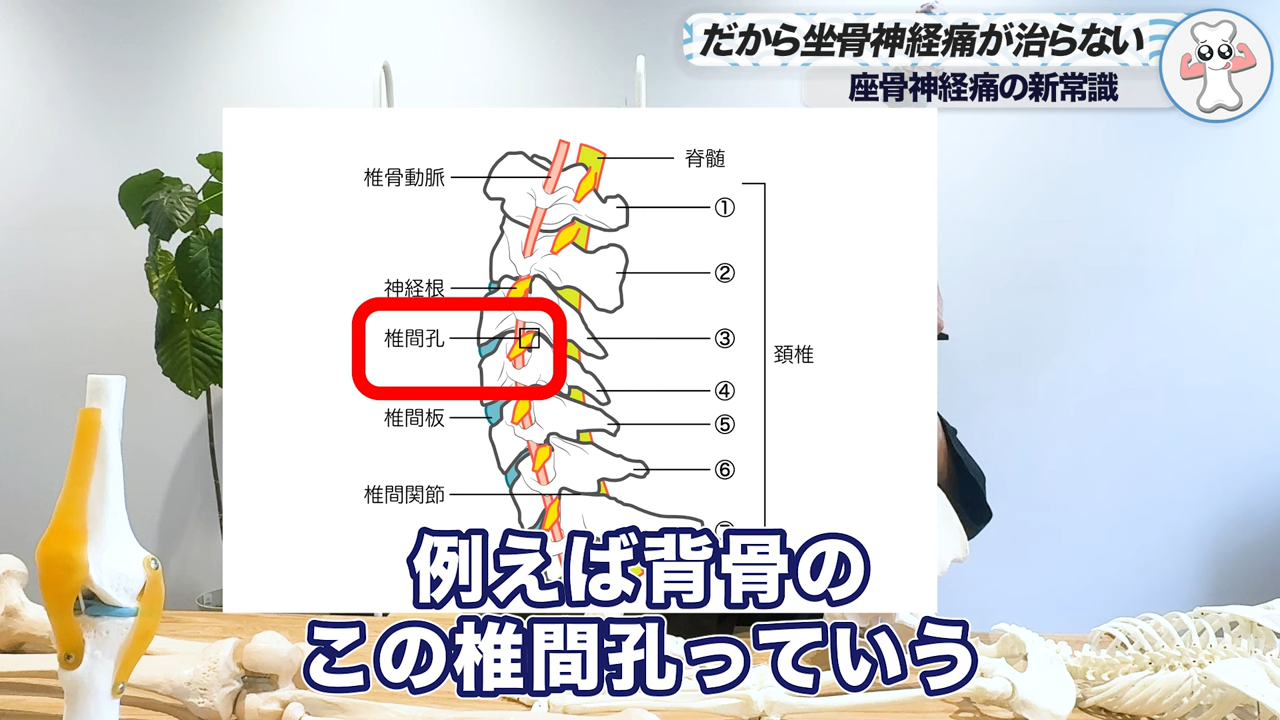 だから坐骨神経痛が治らない
座骨神経痛の新常識
椎骨動脈
脊髄
①
②
神経根
椎間孔
③
頚椎
④
椎間板
⑤
⑥
椎間関節
例えば背骨の
この椎間孔っていう